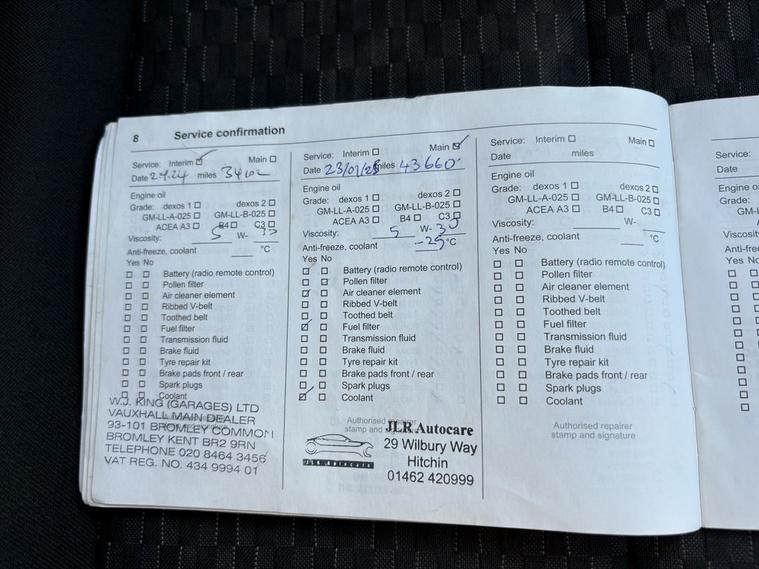 8 Service confirmation
Service: Interim ☑ Main ☐
Date miles
Engine oil
Grade: dexos 1 ☐ dexos 2 ☐
GM-LL-A-025 ☐ GM-LL-B-025 ☐
ACEA A3 ☐ B4 ☐ C3 ☐
Viscosity: 5 W-
Anti-freeze, coolant °C
Yes No
☐ ☐ Battery (radio remote control)
☐ ☐ Pollen filter
☐ ☐ Air cleaner element
☐ ☐ Ribbed V-belt
☐ ☐ Toothed belt
☐ ☐ Fuel filter
☐ ☐ Transmission fluid
☐ ☐ Brake fluid
☐ ☐ Tyre repair kit
☐ ☐ Brake pads front / rear
☐ ☐ Spark plugs
☐ ☐ Coolant
W.J. KING (GARAGES) LTD
VAUXHALL MAIN DEALER
93-101 BROMLEY COMMON
BROMLEY KENT BR2 9RN
TELEPHONE 020 8464 3456
VAT REG. NO. 434 9994 01
Service: Interim ☐ Main ☑
Date 23/01/25 miles 43660
Engine oil
Grade: dexos 1 ☐ dexos 2 ☐
GM-LL-A-025 ☐ GM-LL-B-025 ☐
ACEA A3 ☐ B4 ☐ C3 ☑
Viscosity: 5 W- 30
Anti-freeze, coolant -25 °C
Yes No
☑ ☐ Battery (radio remote control)
☐ ☐ Pollen filter
☑ ☐ Air cleaner element
☐ ☐ Ribbed V-belt
☐ ☐ Toothed belt
☑ ☐ Fuel filter
☐ ☐ Transmission fluid
☐ ☐ Brake fluid
☐ ☐ Tyre repair kit
☐ ☐ Brake pads front / rear
☐ ☐ Spark plugs
☑ ☐ Coolant
Authorised repairer
stamp and
JLR Autocare
29 Wilbury Way
Hitchin
01462 420999
JLR Autocare
Service: Interim ☐ Main ☐
Date miles
Engine oil
Grade: dexos 1 ☐ dexos 2 ☐
GM-LL-A-025 ☐ GM-LL-B-025 ☐
ACEA A3 ☐ B4 ☐ C3 ☐
Viscosity: W-
Anti-freeze, coolant °C
Yes No
☐ ☐ Battery (radio remote control)
☐ ☐ Pollen filter
☐ ☐ Air cleaner element
☐ ☐ Ribbed V-belt
☐ ☐ Toothed belt
☐ ☐ Fuel filter
☐ ☐ Transmission fluid
☐ ☐ Brake fluid
☐ ☐ Tyre repair kit
☐ ☐ Brake pads front / rear
☐ ☐ Spark plugs
☐ ☐ Coolant
Authorised repairer
stamp and signature
Service:
Date
Engine
Grade:
Yes